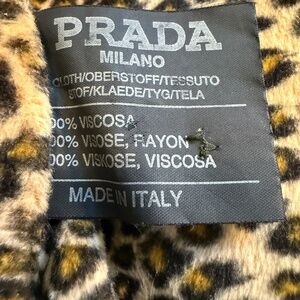 PRADA
MILANO
CLOTH/OBERSTOFF/TESSUTO
STOF/KLAEDE/TYG/TELA
00% VISCOSA
00% VISOSE, RAYON
00% VISKOSE, VISCOSA
MADE IN ITALY